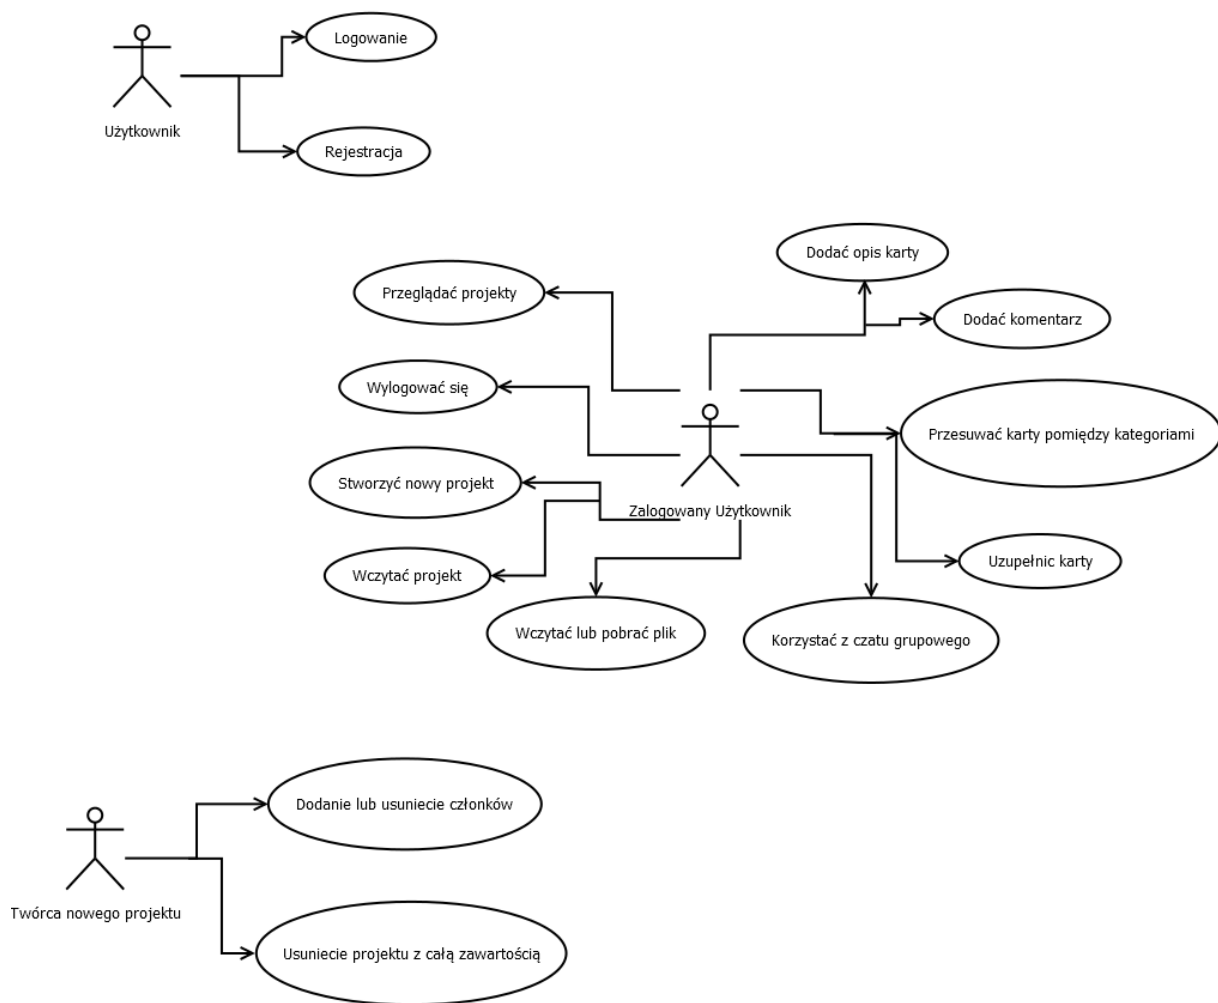 Logowanie
Użytkownik
Rejestracja
Dodać opis karty
Przeglądać projekty
Dodać komentarz
Wylogować się
Przesuwać karty pomiędzy kategoriami
Stworzyć nowy projekt
Zalogowany Użytkownik
Wczytać projekt
Uzupełnic karty
Wczytać lub pobrać plik
Korzystać z czatu grupowego
Dodanie lub usuniecie członków
Twórca nowego projektu
Usuniecie projektu z całą zawartością